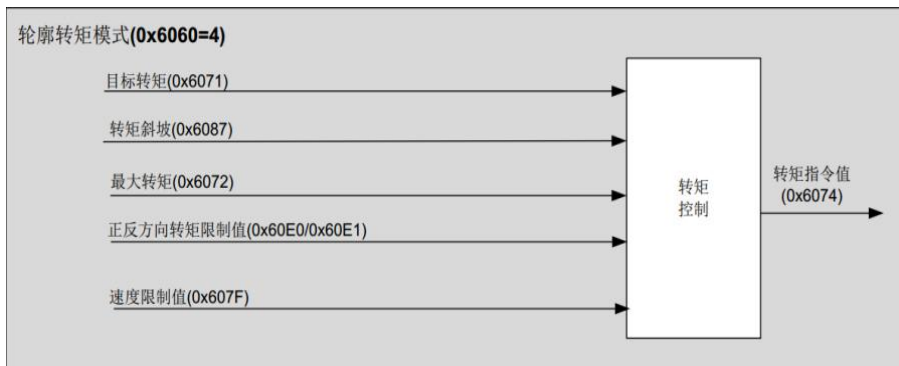 轮廓转矩模式(0x6060=4)
目标转矩(0x6071)
转矩斜坡(0x6087)
最大转矩(0x6072)
正反方向转矩限制值(0x60E0/0x60E1)
速度限制值(0x607F)
转矩
控制
转矩指令值
(0x6074)